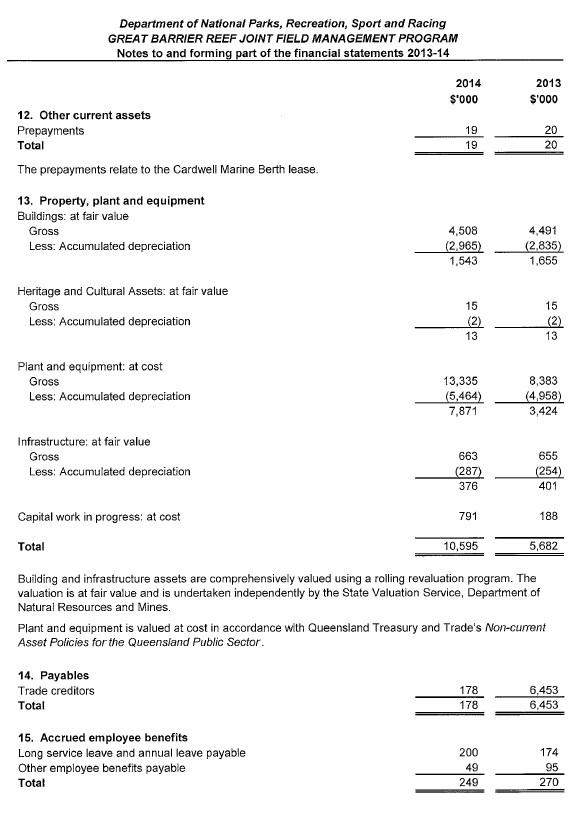 Department of National Parks, Recreation, Sport and Racing
GREAT BARRIER REEF JOINT FIELD MANAGEMENT PROGRAM
Notes to and forming part of the financial statements 2013-14
2014 2013
$'000 $'000
12. Other current assets
Prepayments 19 20
Total 19 20
The prepayments relate to the Cardwell Marine Berth lease.
13. Property, plant and equipment
Buildings: at fair value
Gross 4,508 4,491
Less: Accumulated depreciation (2,965) (2,835)
1,543 1,655
Heritage and Cultural Assets: at fair value
Gross 15 15
Less: Accumulated depreciation (2) (2)
13 13
Plant and equipment: at cost
Gross 13,335 8,383
Less: Accumulated depreciation (5,464) (4,958)
7,871 3,424
Infrastructure: at fair value
Gross 663 655
Less: Accumulated depreciation (287) (254)
376 401
Capital work in progress: at cost 791 188
Total 10,595 5,682
Building and infrastructure assets are comprehensively valued using a rolling revaluation program. The
valuation is at fair value and is undertaken independently by the State Valuation Service, Department of
Natural Resources and Mines.
Plant and equipment is valued at cost in accordance with Queensland Treasury and Trade's Non-current
Asset Policies for the Queensland Public Sector.
14. Payables
Trade creditors 178 6,453
Total 178 6,453
15. Accrued employee benefits
Long service leave and annual leave payable 200 174
Other employee benefits payable 49 95
Total 249 270